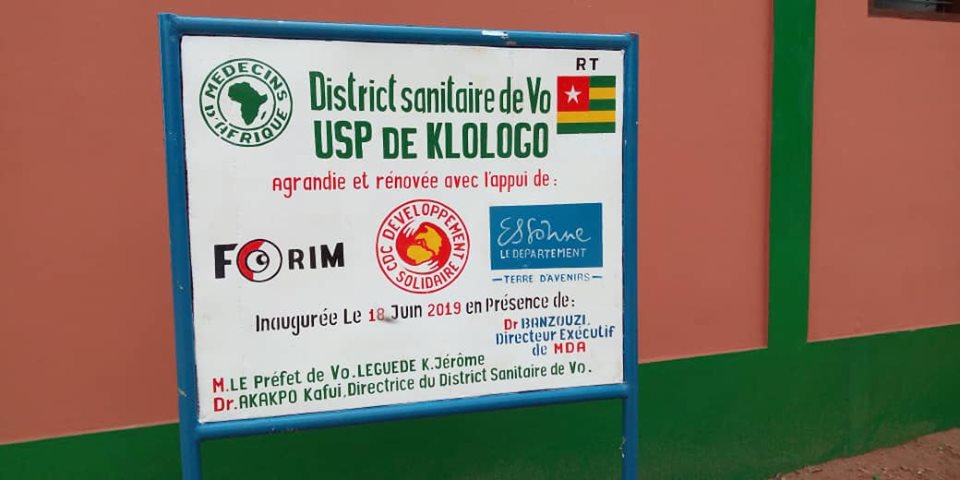 MEDECINS D'AFRIQUE
RT
District sanitaire de Vo
USP DE KLOLOGO
Agrandie et rénovée avec l'appui de :
FORIM
CDC DEVELOPPEMENT SOLIDAIRE
Essonne
LE DEPARTEMENT
TERRE D'AVENIRS
Inaugurée Le 18 Juin 2019 en Présence de :
Dr BANZOUZI,
Directeur Exécutif
de MDA
M.LE Préfet de Vo.LEGUEDE K.Jérôme
Dr.AKAKPO Kafui,Directrice du District Sanitaire de Vo.